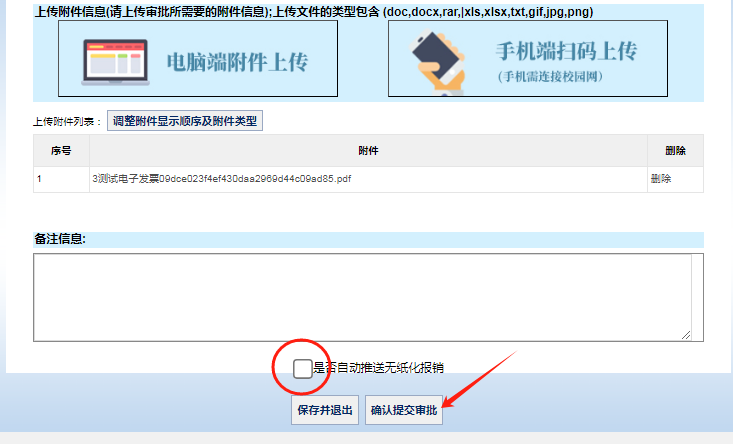 上传附件信息(请上传审批所需要的附件信息);上传文件的类型包含 (doc,docx,rar,|xls,xlsx,txt,gif,jpg,png)
电脑端附件上传
手机端扫码上传
(手机需连接校园网)
上传附件列表： 调整附件显示顺序及附件类型
序号 附件 删除
1 3测试电子发票09dce023f4ef430daa2969d44c09ad85.pdf 删除
备注信息:
是否自动推送无纸化报销
保存并退出 确认提交审批